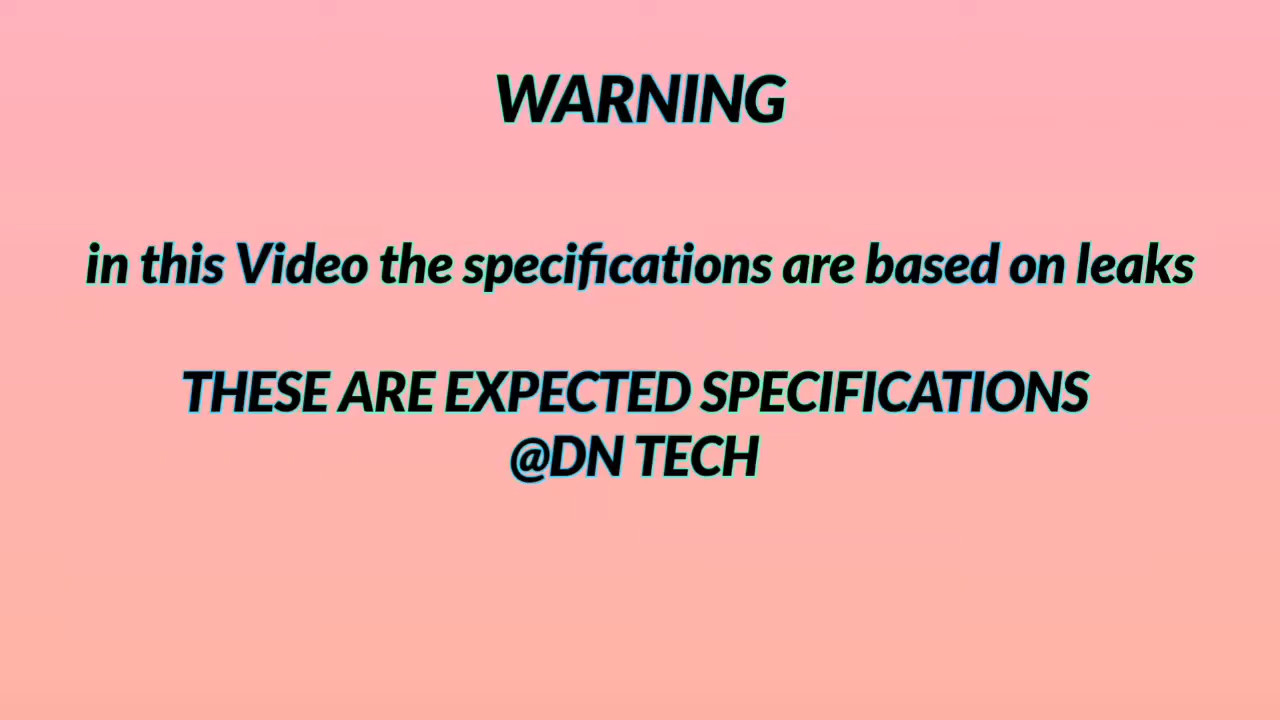 WARNING
in this Video the specifications are based on leaks
THESE ARE EXPECTED SPECIFICATIONS
@DN TECH